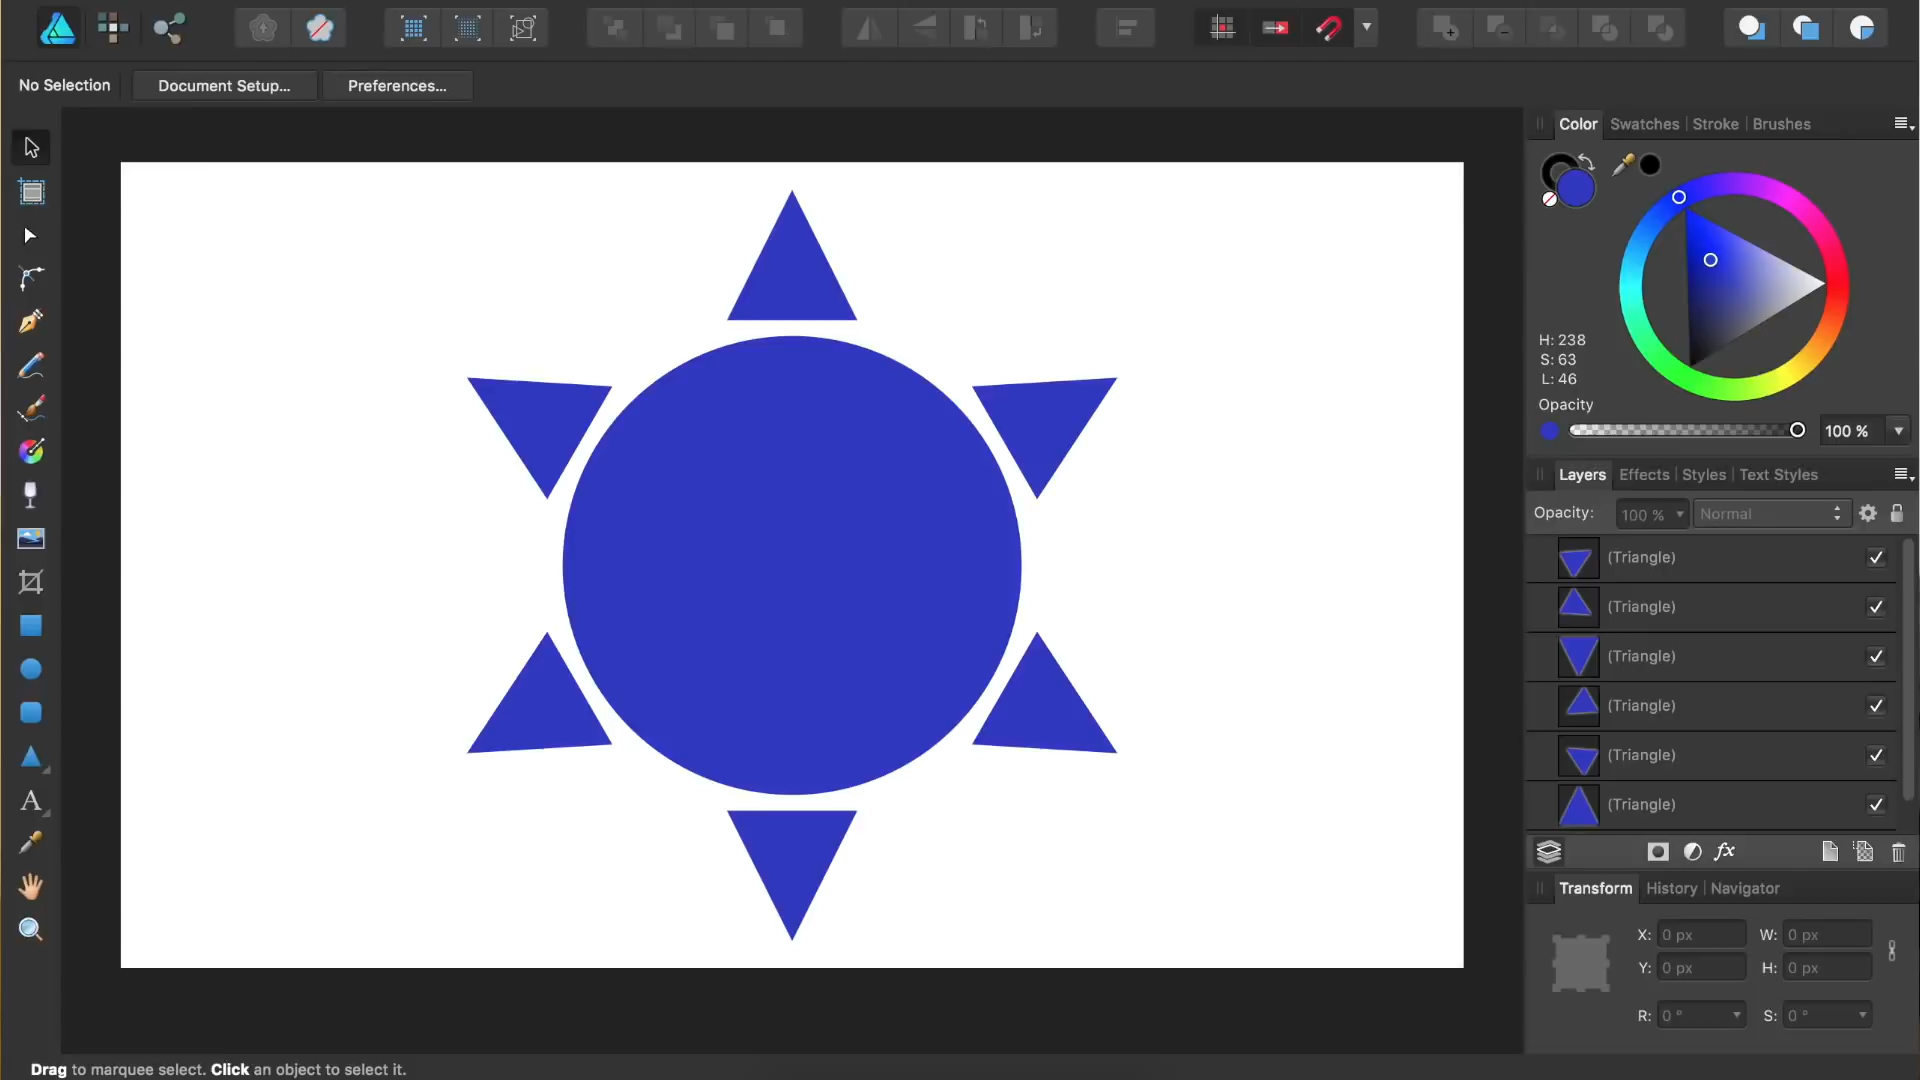 No Selection
Document Setup...
Preferences...
Color
Swatches
Stroke
Brushes
H: 238
S: 63
L: 46
Opacity
100 %
Layers
Effects
Styles
Text Styles
Opacity:
100 %
Normal
(Triangle)
(Triangle)
(Triangle)
(Triangle)
(Triangle)
(Triangle)
fx
Transform
History
Navigator
X: 0 px
W: 0 px
Y: 0 px
H: 0 px
R: 0 °
S: 0 °
A
Drag to marquee select. Click an object to select it.